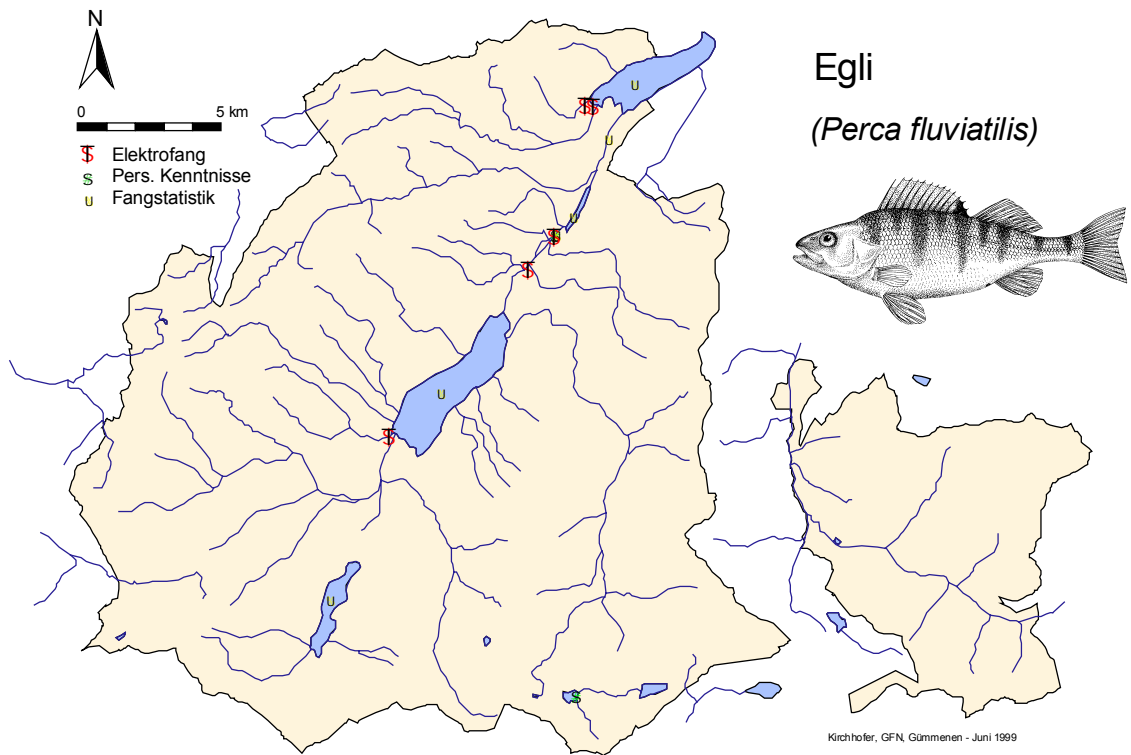 N
0 5 km
Elektrofang
Pers. Kenntnisse
Fangstatistik
Egli
(Perca fluviatilis)
Kirchhofer, GFN, Gümmenen - Juni 1999